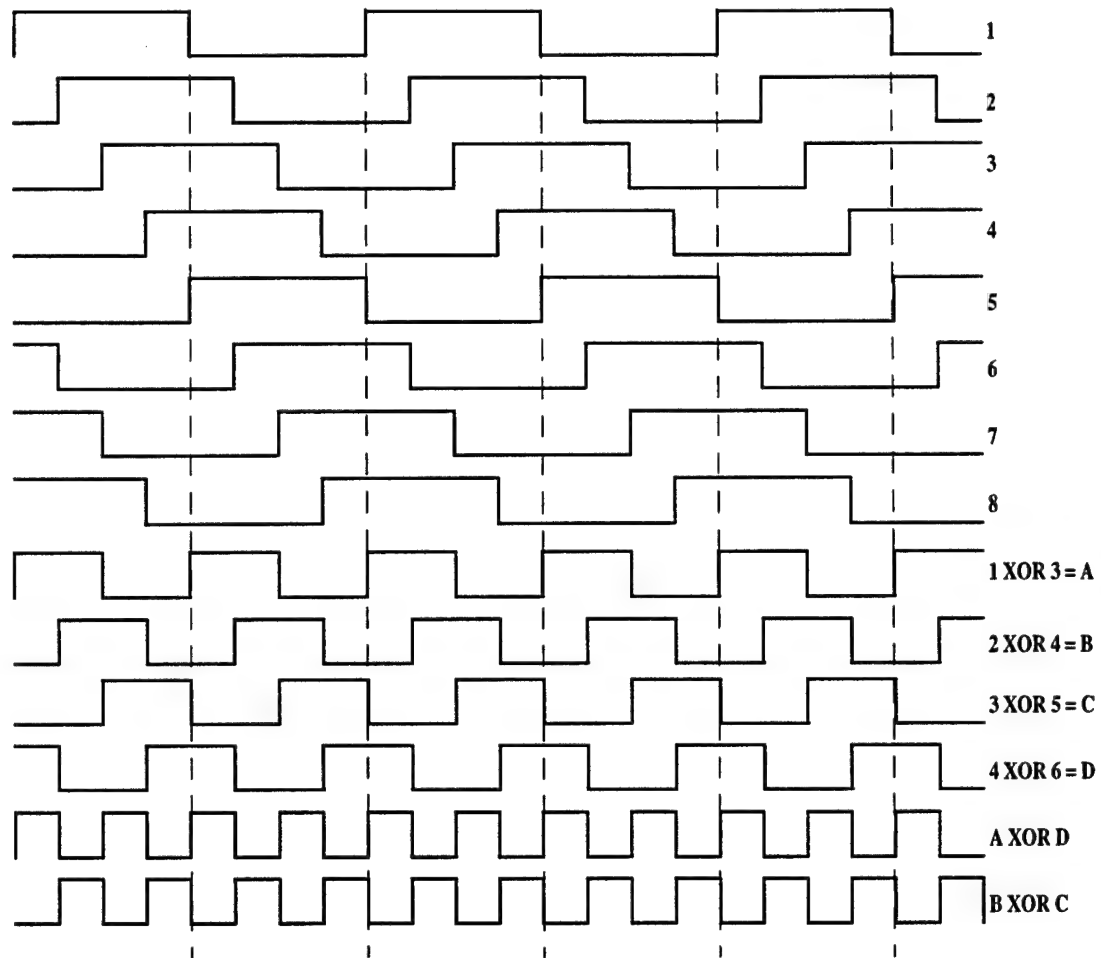 1
2
3
4
5
6
7
8
1 XOR 3 = A
2 XOR 4 = B
3 XOR 5 = C
4 XOR 6 = D
A XOR D
B XOR C